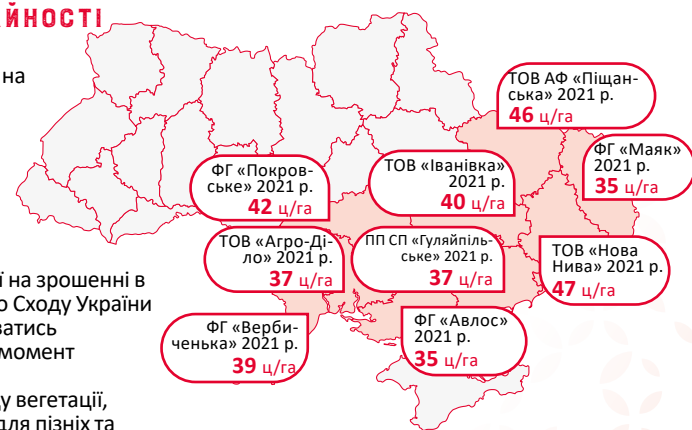 АЙНОСТІ
на
ТОВ АФ «Піщан-
ська» 2021 р.
46 ц/га
ФГ «Маяк»
2021 р.
35 ц/га
ФГ «Покров-
ське» 2021 р.
42 ц/га
ТОВ «Іванівка»
2021 р.
40 ц/га
ТОВ «Агро-Ді-
ло» 2021 р.
37 ц/га
ПП СП «Гуляйпіль-
ське» 2021 р.
37 ц/га
ТОВ «Нова
Нива» 2021 р.
47 ц/га
ФГ «Верби-
ченька» 2021 р.
39 ц/га
ФГ «Авлос»
2021 р.
35 ц/га
ї на зрошенні в
о Сходу України
ватись
момент
у вегетації,
для пізніх та